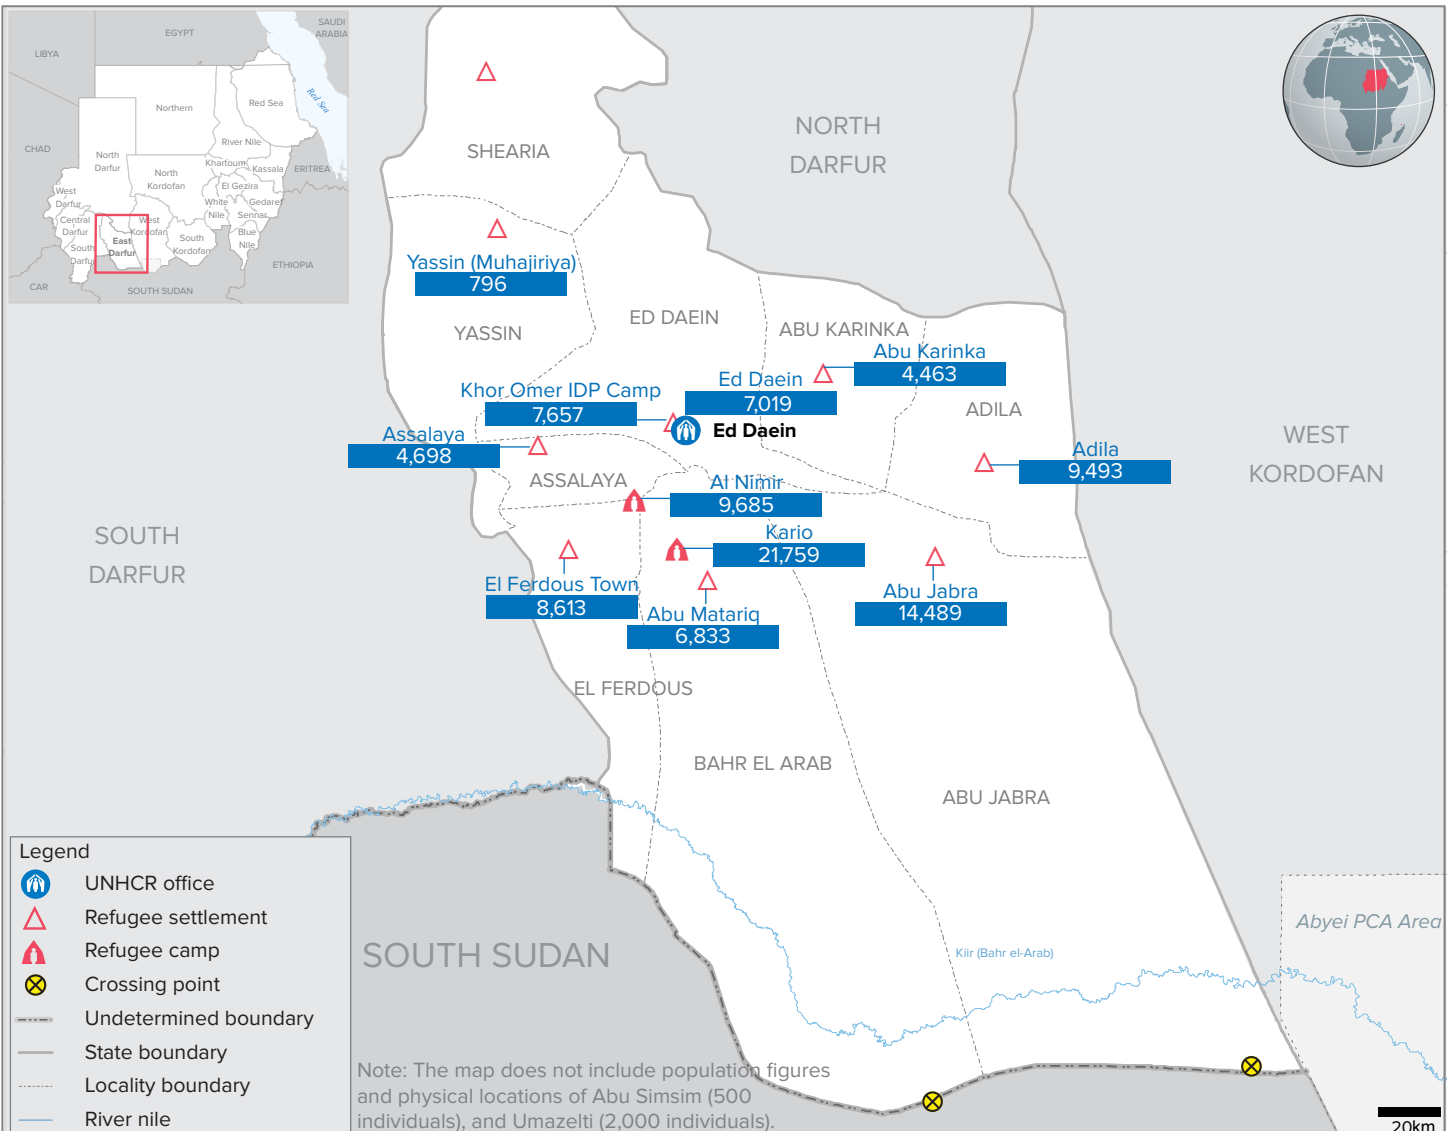 SAUDI
ARABIA
EGYPT
LIBYA
Red Sea
Northern
Red Sea
River Nile
CHAD
North
Darfur
Khartoum
Kassala
ERITREA
North
Kordofan
El Gezira
West
Darfur
White
Nile
Gedaref
Sennar
Central
Darfur
West
Kordofan
South
Kordofan
Blue
Nile
East
Darfur
South
Darfur
ETHIOPIA
CAR
SOUTH SUDAN
NORTH
DARFUR
SHEARIA
Yassin (Muhajiriya)
796
YASSIN
ED DAEIN
ABU KARINKA
Abu Karinka
4,463
Ed Daein
7,019
Khor Omer IDP Camp
7,657
Ed Daein
ADILA
Assalaya
4,698
WEST
KORDOFAN
Adila
9,493
ASSALAYA
Al Nimir
9,685
SOUTH
DARFUR
Kario
21,759
El Ferdous Town
8,613
Abu Jabra
14,489
Abu Matariq
6,833
EL FERDOUS
BAHR EL ARAB
ABU JABRA
SOUTH SUDAN
Kiir (Bahr el-Arab)
Abyei PCA Area
Legend
UNHCR office
Refugee settlement
Refugee camp
Crossing point
Undetermined boundary
State boundary
Locality boundary
River nile
Note: The map does not include population figures
and physical locations of Abu Simsim (500
individuals), and Umazelti (2,000 individuals).
20km